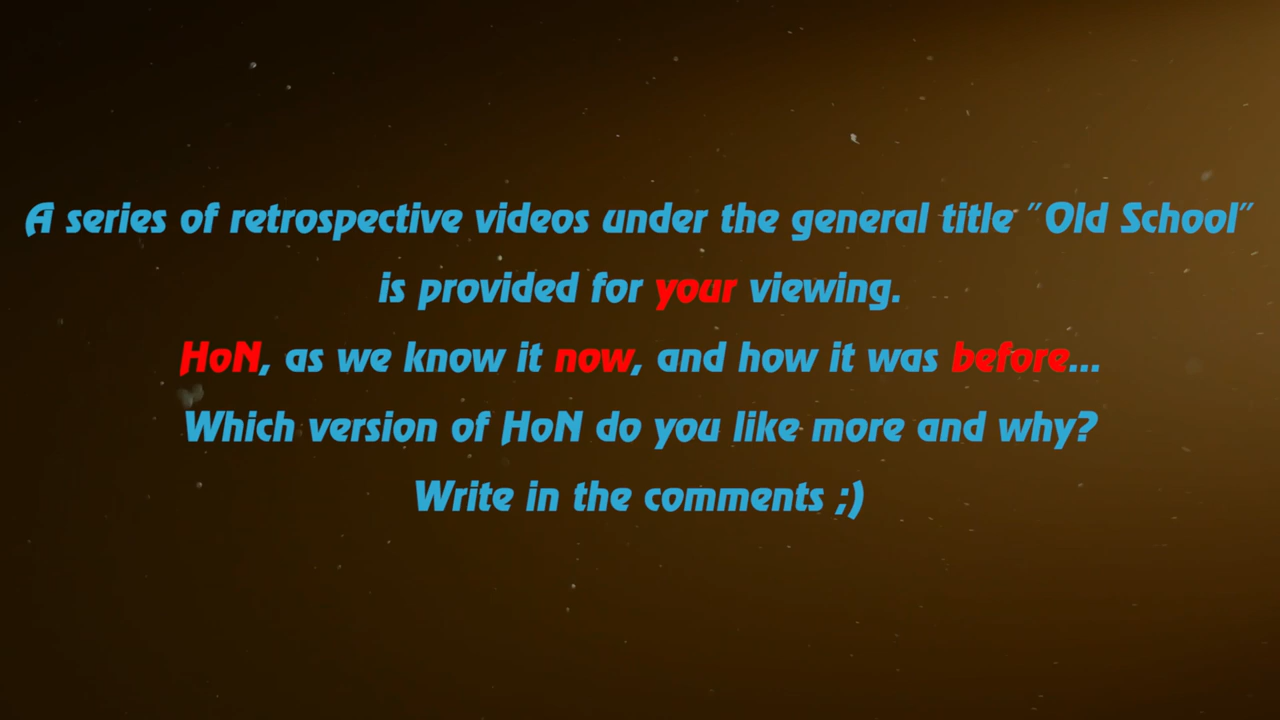 A series of retrospective videos under the general title "Old School"
is provided for your viewing.
HoN, as we know it now, and how it was before...
Which version of HoN do you like more and why?
Write in the comments ;)